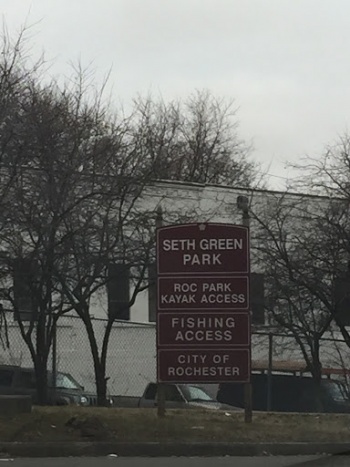 SETH GREEN
PARK
ROC PARK
KAYAK ACCESS
FISHING
ACCESS
CITY OF
ROCHESTER